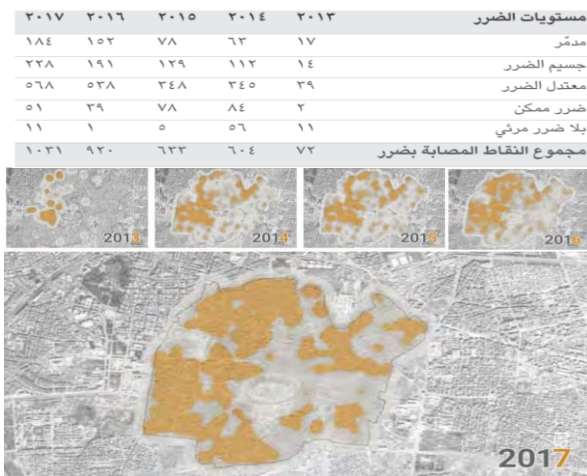 مستويات الضرر ٢٠١٣ ٢٠١٤ ٢٠١٥ ٢٠١٦ ٢٠١٧
مدمّر ١٧ ٦٣ ٧٨ ١٥٢ ١٨٤
جسيم الضرر ١٤ ١١٢ ١٢٩ ١٩١ ٢٢٨
معتدل الضرر ٣٩ ٣٤٥ ٣٤٨ ٥٣٨ ٥٦٨
ضرر ممكن ٢ ٨٤ ٧٨ ٣٩ ٥١
بلا ضرر مرئي ١١ ٥٦ ٥ ١ ١١
مجموع النقاط المصابة بضرر ٧٢ ٦٠٤ ٦٣٣ ٩٢٠ ١٠٣١
2013 2014 2015 2016
2017